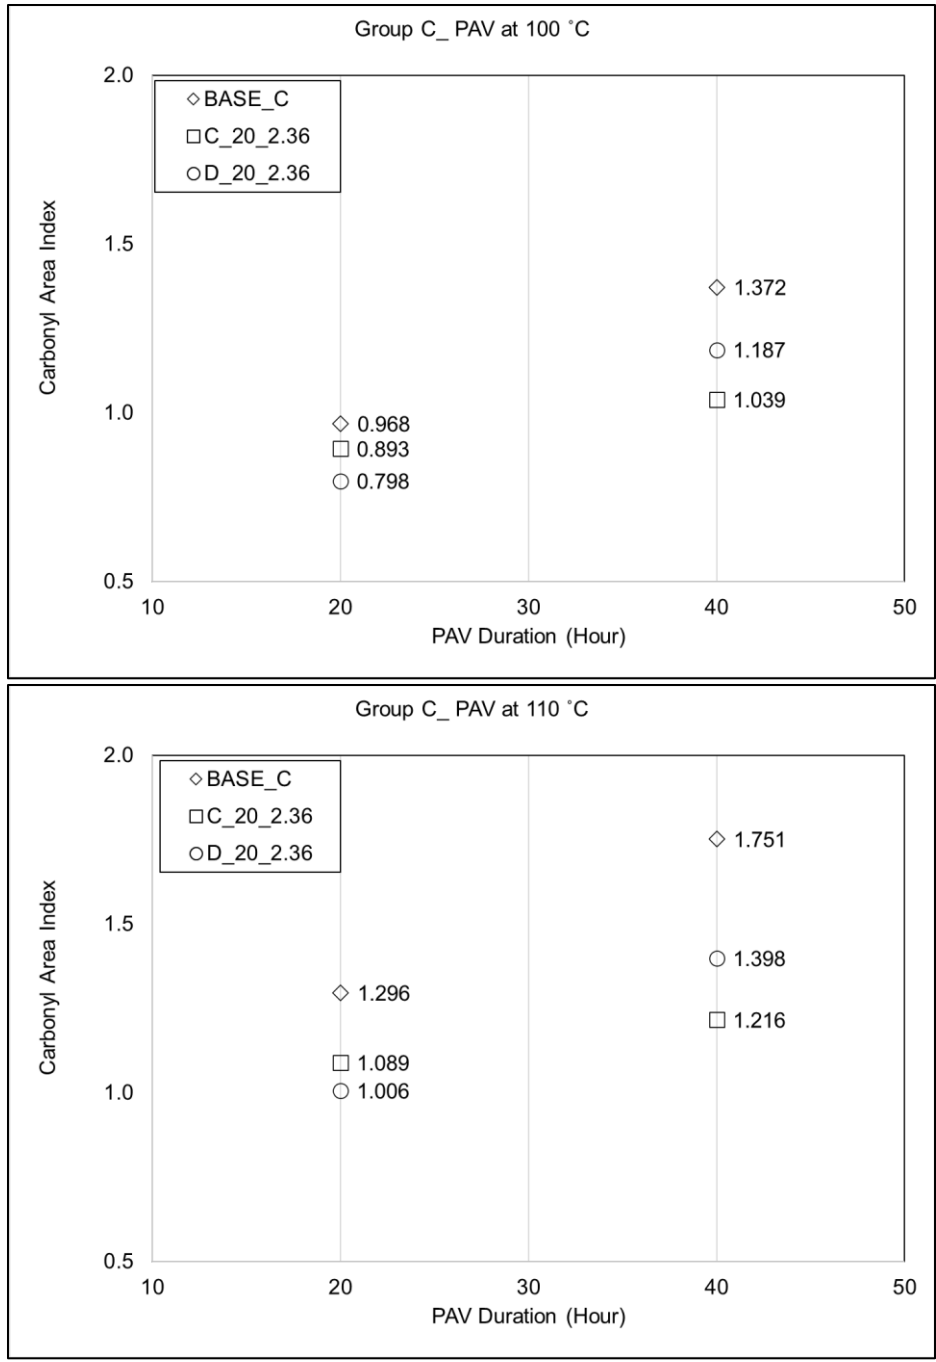 Group C_ PAV at 100 ˚C
2.0
BASE_C
C_20_2.36
D_20_2.36
1.5
Carbonyl Area Index
1.372
1.187
1.039
1.0
0.968
0.893
0.798
0.5
10 20 30 40 50
PAV Duration (Hour)
Group C_ PAV at 110 ˚C
2.0
BASE_C
C_20_2.36
D_20_2.36
1.751
1.5
Carbonyl Area Index
1.398
1.296
1.216
1.089
1.006
1.0
0.5
10 20 30 40 50
PAV Duration (Hour)